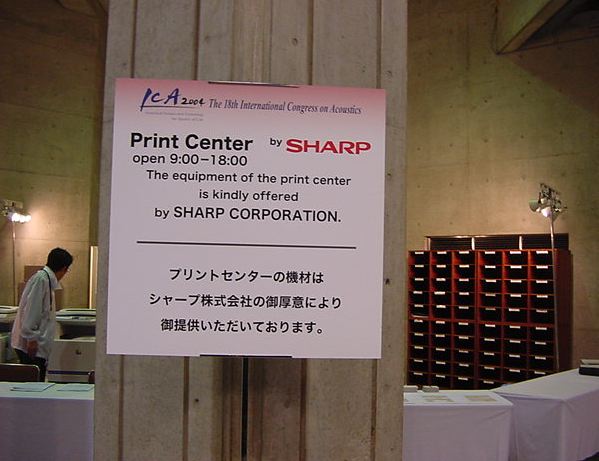 ICA 2004 The 18th International Congress on Acoustics
Print Center by SHARP
open 9:00−18:00
The equipment of the print center
is kindly offered
by SHARP CORPORATION.
プリントセンターの機材は
シャープ株式会社の御厚意により
御提供いただいております。